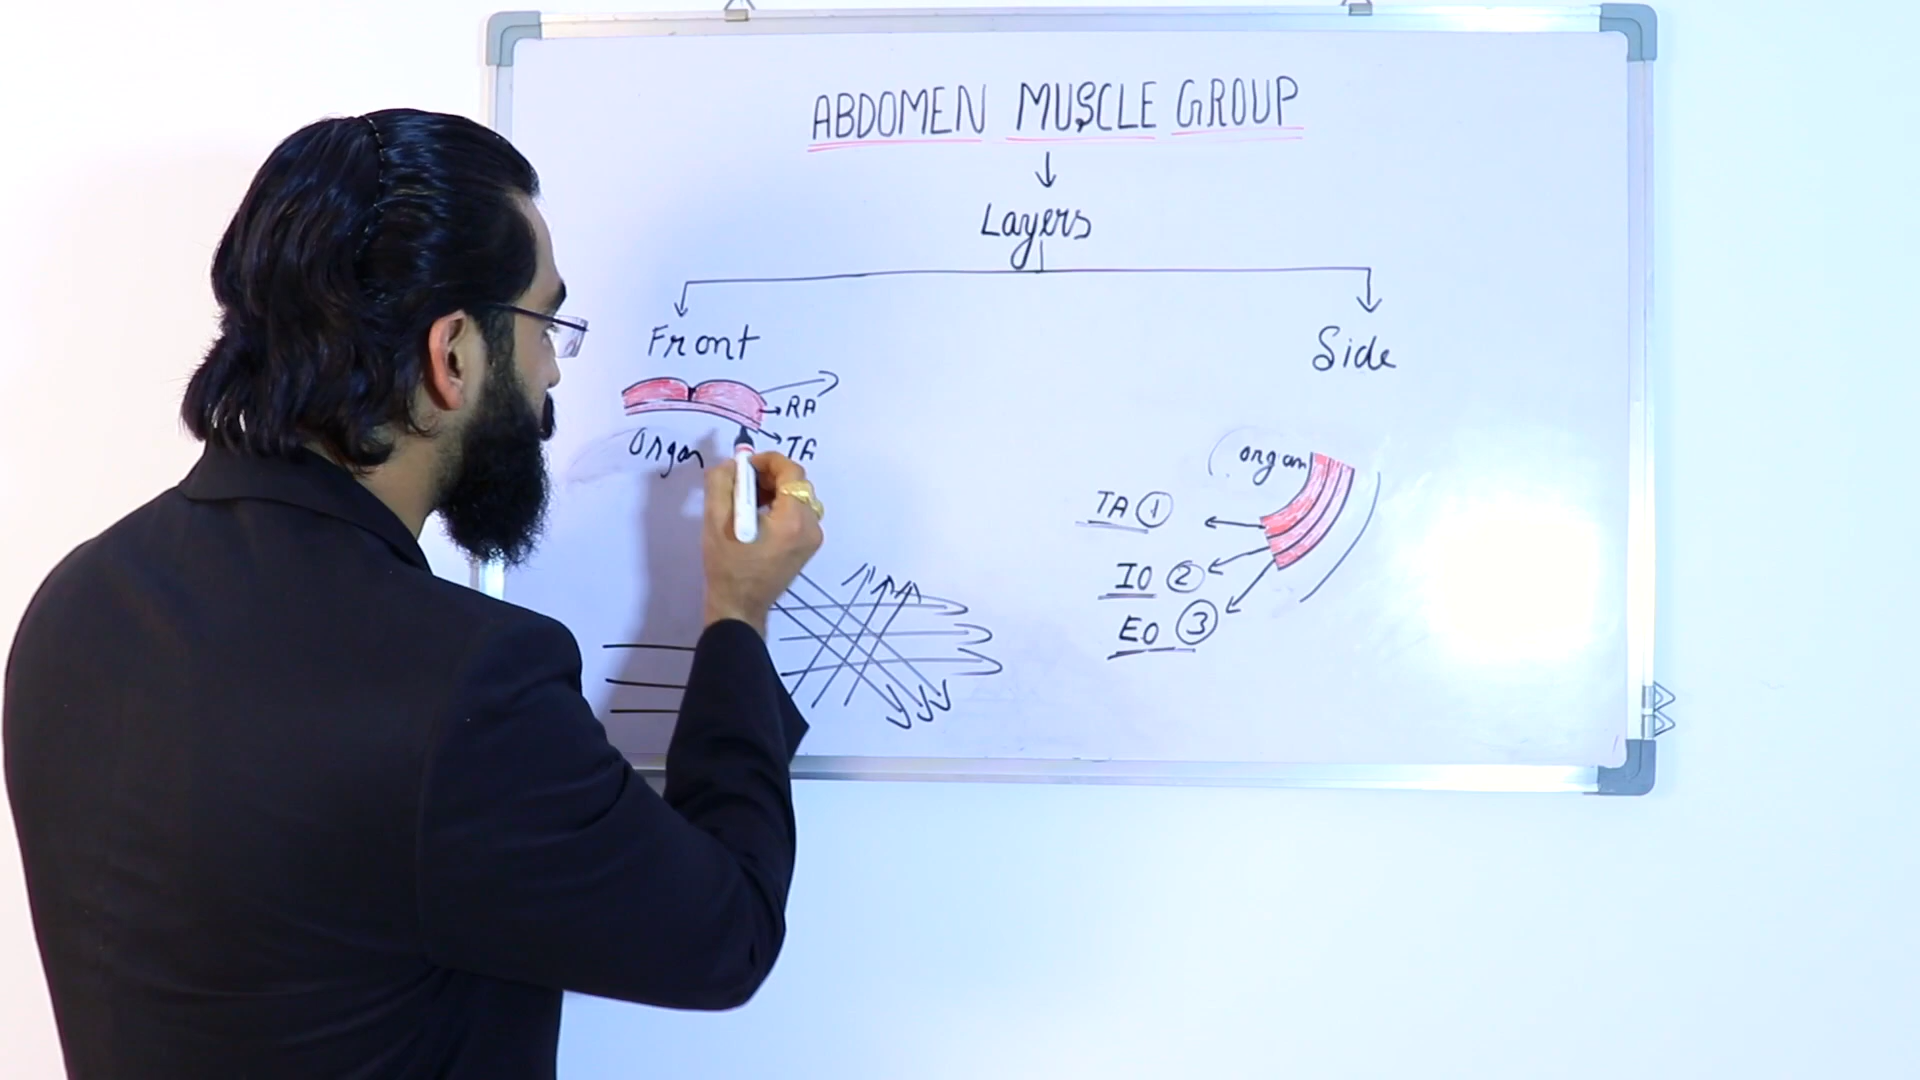 ABDOMEN MUSCLE GROUP
Layers
Front
Side
RA
Organ
TA
organ
TA 1
IO 2
EO 3